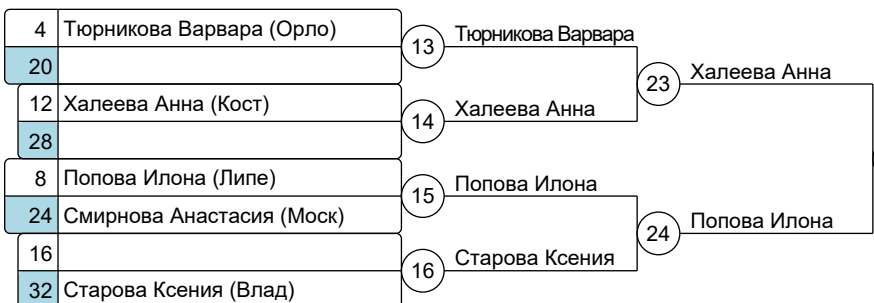 4 Тюрникова Варвара (Орло)
20
12 Халеева Анна (Кост)
28
8 Попова Илона (Липе)
24 Смирнова Анастасия (Моск)
16
32 Старова Ксения (Влад)
13 Тюрникова Варвара
14 Халеева Анна
15 Попова Илона
16 Старова Ксения
23 Халеева Анна
24 Попова Илона